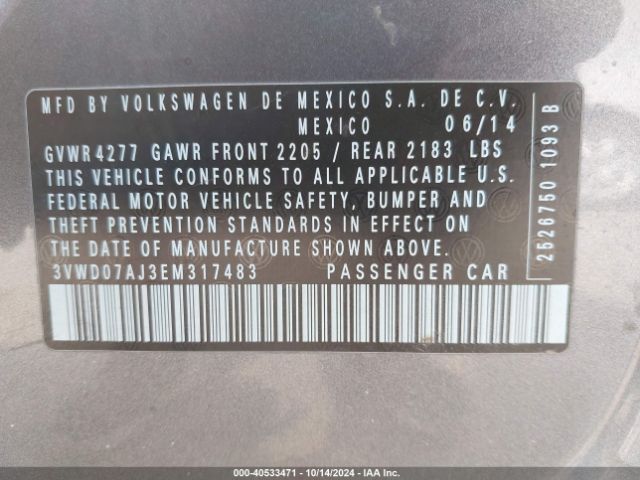 MFD BY VOLKSWAGEN DE MEXICO S.A. DE C.V.
MEXICO 06/14
GVWR 4277 GAWR FRONT 2205 / REAR 2183 LBS
THIS VEHICLE CONFORMS TO ALL APPLICABLE U.S.
FEDERAL MOTOR VEHICLE SAFETY, BUMPER AND
THEFT PREVENTION STANDARDS IN EFFECT ON
THE DATE OF MANUFACTURE SHOWN ABOVE.
3VWD07AJ3EM317483 PASSENGER CAR
2526750 1093 B
000-40533471 | 10/14/2024 - IAA Inc.